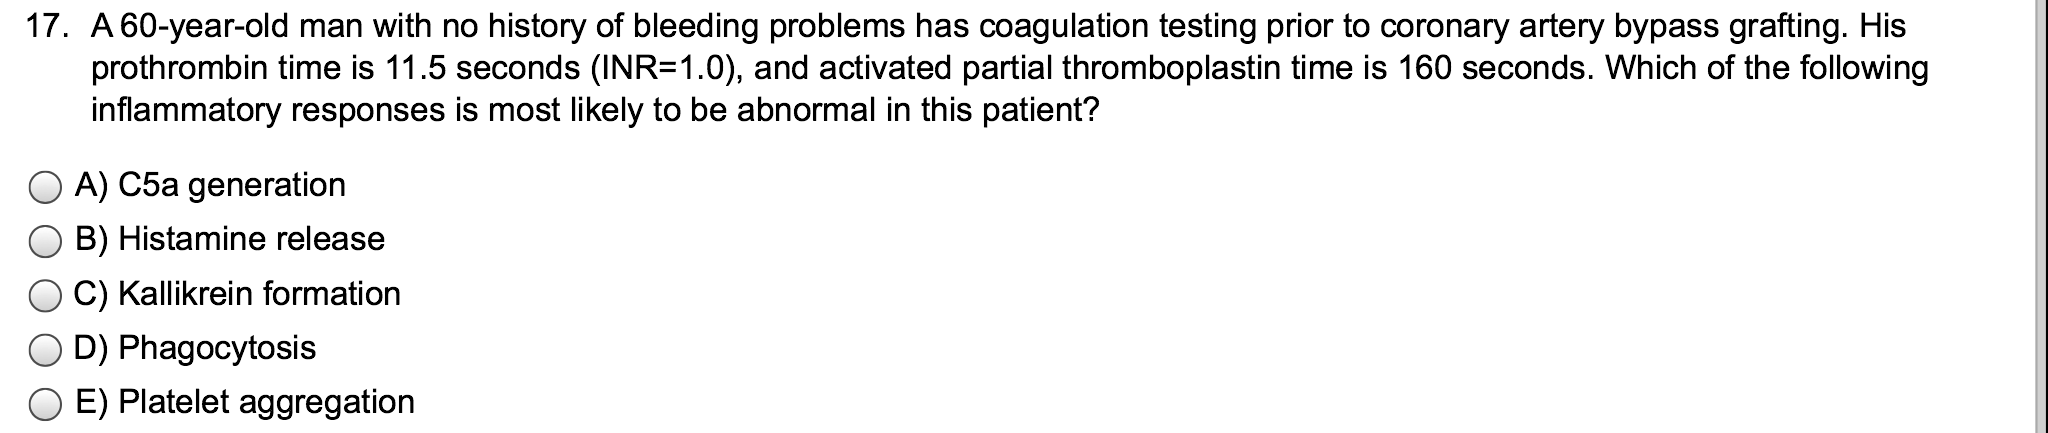 17. A 60-year-old man with no history of bleeding problems has coagulation testing prior to coronary artery bypass grafting. His
prothrombin time is 11.5 seconds (INR=1.0), and activated partial thromboplastin time is 160 seconds. Which of the following
inflammatory responses is most likely to be abnormal in this patient?
A) C5a generation
B) Histamine release
C) Kallikrein formation
D) Phagocytosis
E) Platelet aggregation